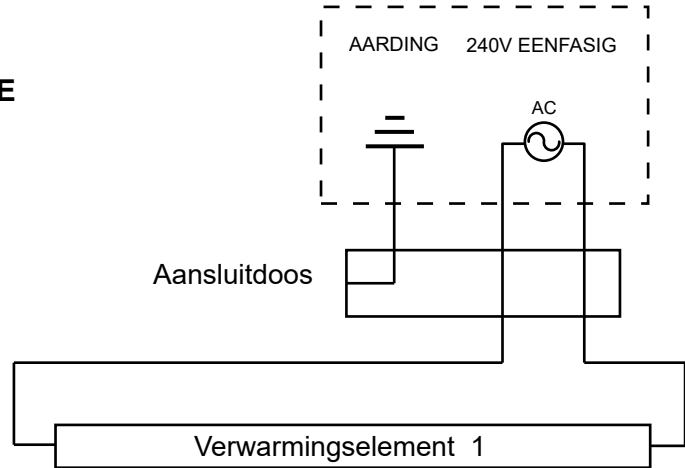 AARDING 240V EENFASIG
E
AC
Aansluitdoos
Verwarmingselement 1